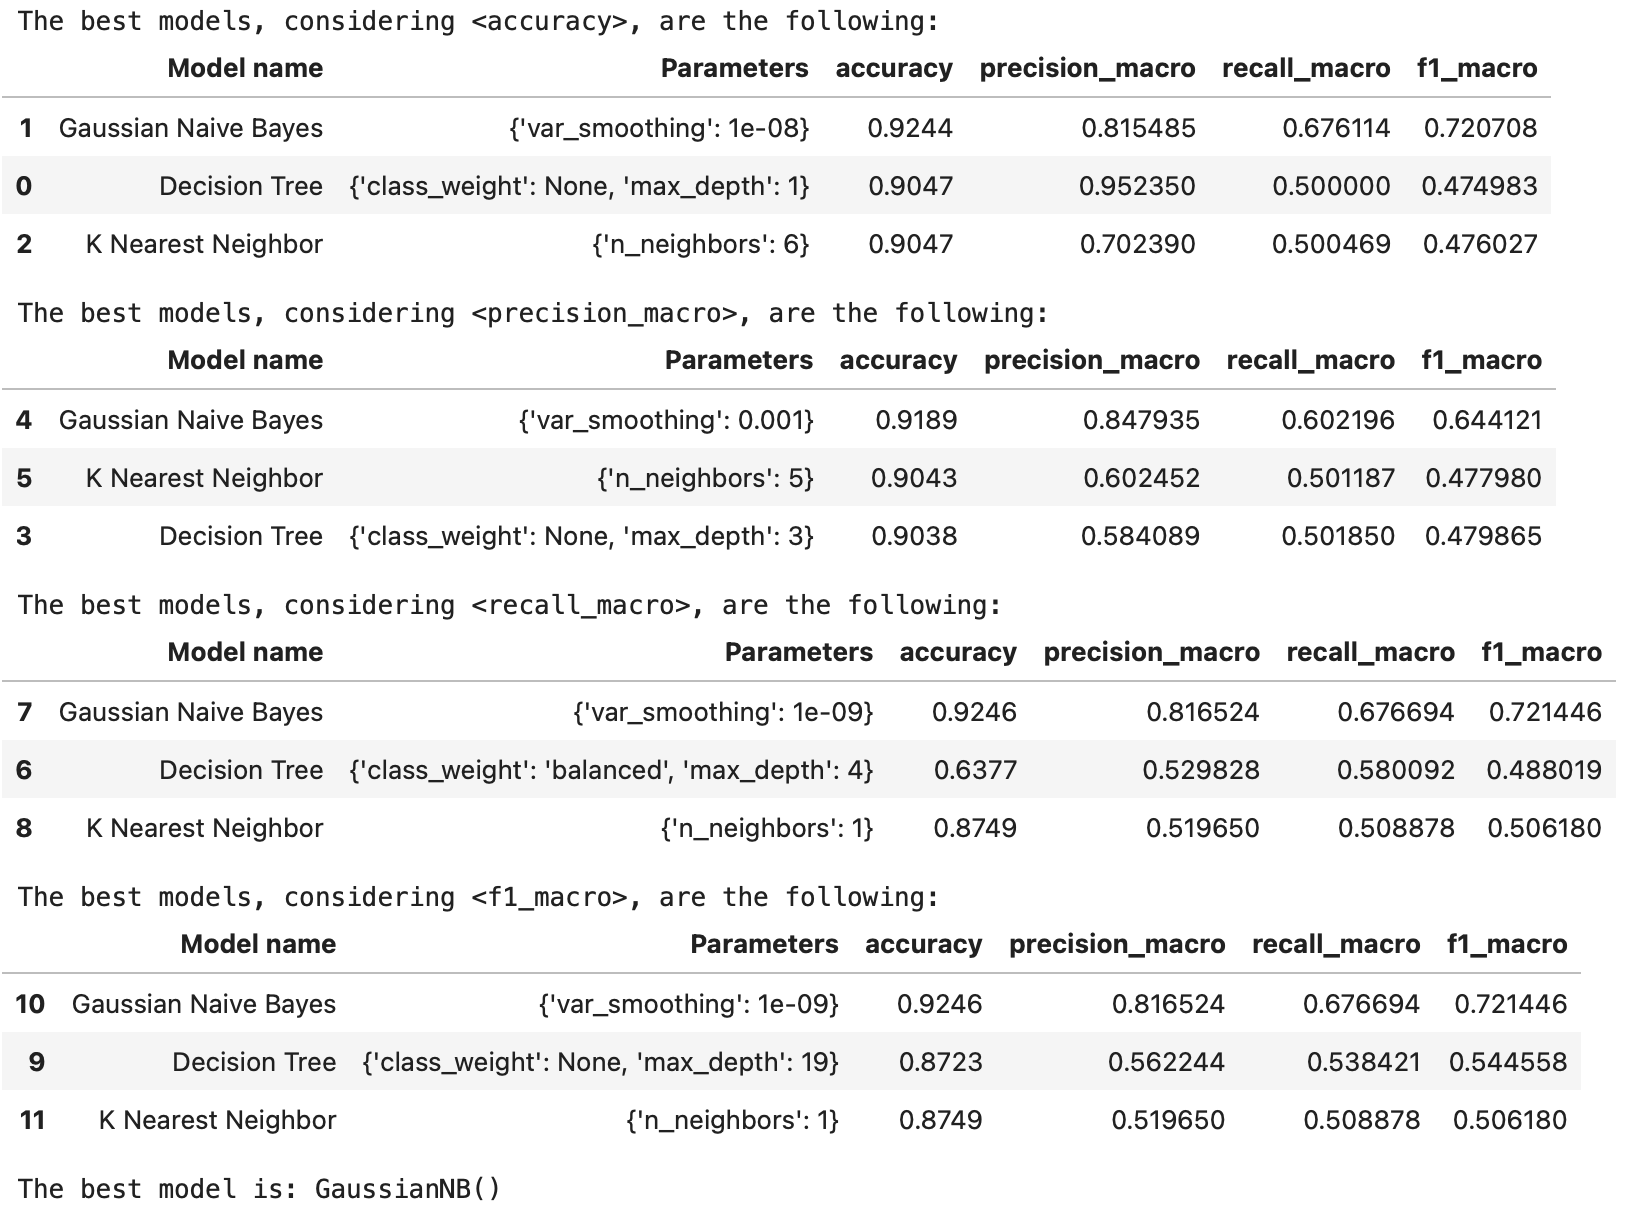 The best models, considering <accuracy>, are the following:
Model name Parameters accuracy precision_macro recall_macro f1_macro
1 Gaussian Naive Bayes {'var_smoothing': 1e-08} 0.9244 0.815485 0.676114 0.720708
0 Decision Tree {'class_weight': None, 'max_depth': 1} 0.9047 0.952350 0.500000 0.474983
2 K Nearest Neighbor {'n_neighbors': 6} 0.9047 0.702390 0.500469 0.476027
The best models, considering <precision_macro>, are the following:
Model name Parameters accuracy precision_macro recall_macro f1_macro
4 Gaussian Naive Bayes {'var_smoothing': 0.001} 0.9189 0.847935 0.602196 0.644121
5 K Nearest Neighbor {'n_neighbors': 5} 0.9043 0.602452 0.501187 0.477980
3 Decision Tree {'class_weight': None, 'max_depth': 3} 0.9038 0.584089 0.501850 0.479865
The best models, considering <recall_macro>, are the following:
Model name Parameters accuracy precision_macro recall_macro f1_macro
7 Gaussian Naive Bayes {'var_smoothing': 1e-09} 0.9246 0.816524 0.676694 0.721446
6 Decision Tree {'class_weight': 'balanced', 'max_depth': 4} 0.6377 0.529828 0.580092 0.488019
8 K Nearest Neighbor {'n_neighbors': 1} 0.8749 0.519650 0.508878 0.506180
The best models, considering <f1_macro>, are the following:
Model name Parameters accuracy precision_macro recall_macro f1_macro
10 Gaussian Naive Bayes {'var_smoothing': 1e-09} 0.9246 0.816524 0.676694 0.721446
9 Decision Tree {'class_weight': None, 'max_depth': 19} 0.8723 0.562244 0.538421 0.544558
11 K Nearest Neighbor {'n_neighbors': 1} 0.8749 0.519650 0.508878 0.506180
The best model is: GaussianNB()